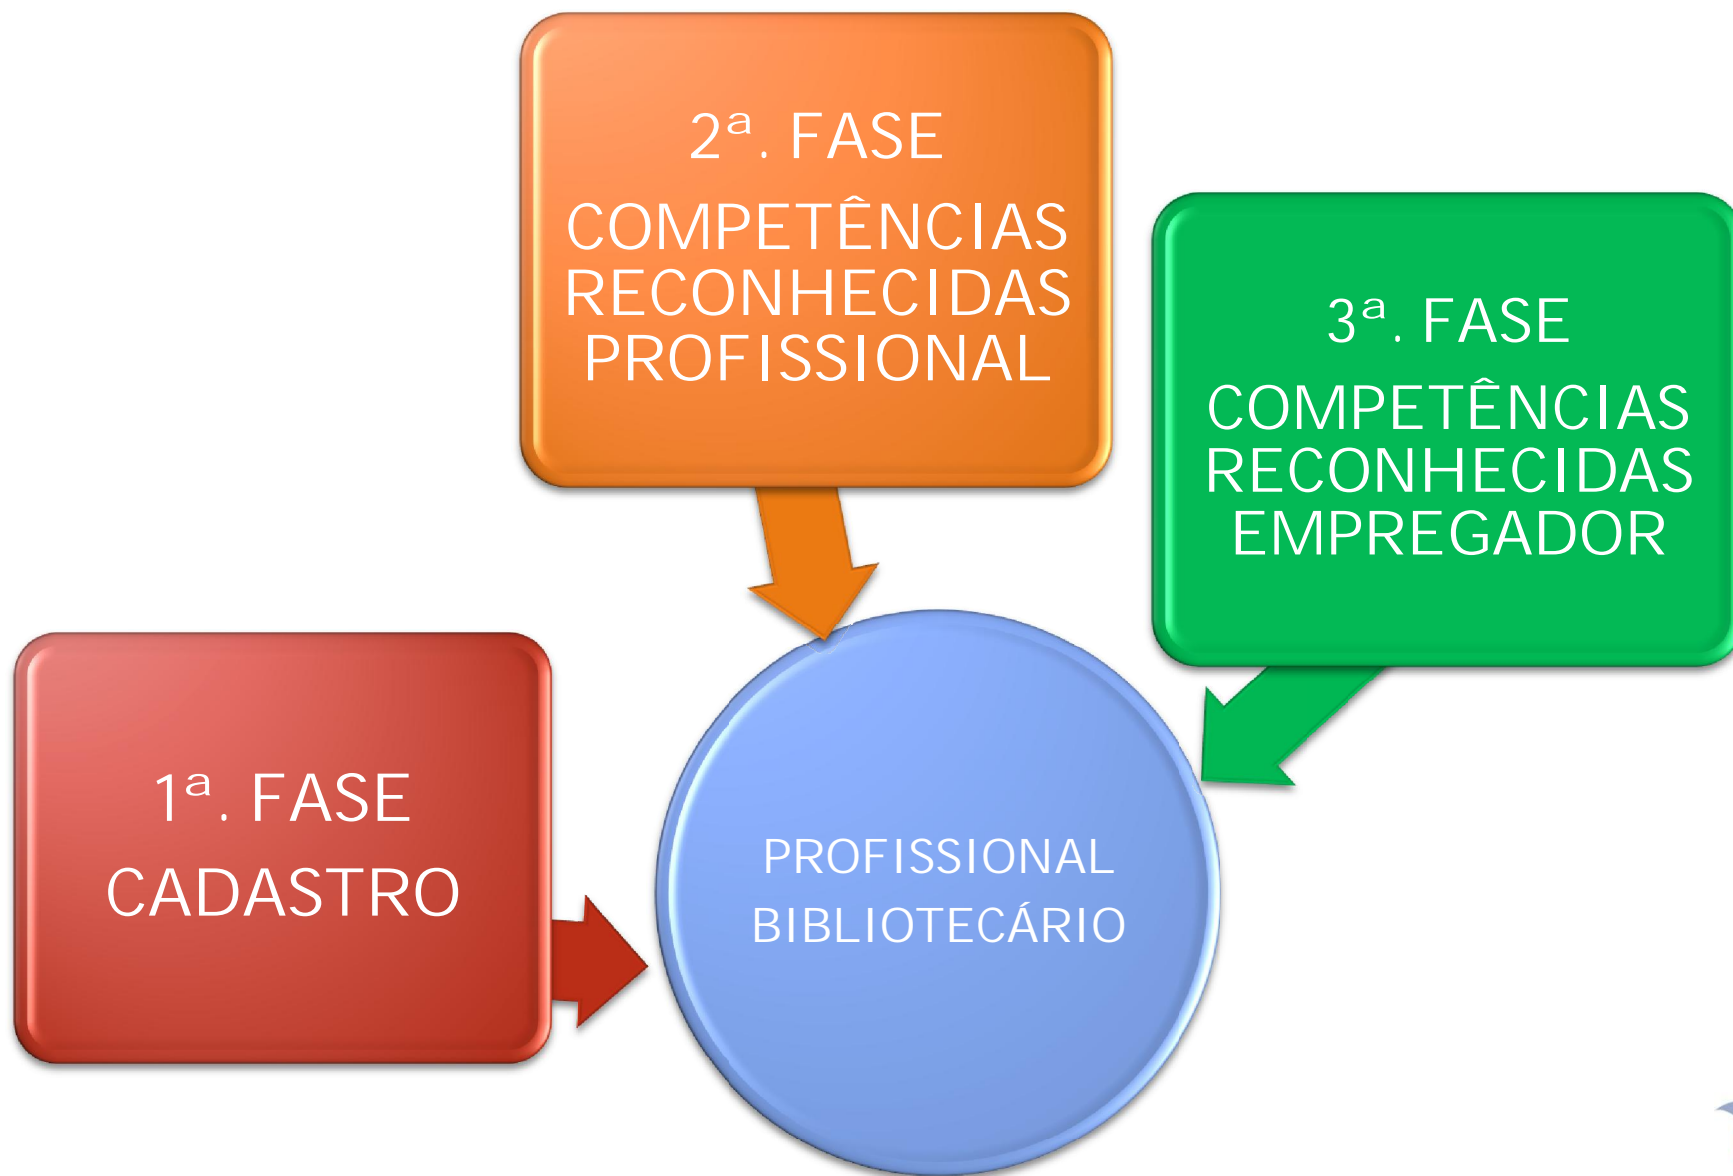 2ª. FASE
COMPETÊNCIAS
RECONHECIDAS
PROFISSIONAL
3ª. FASE
COMPETÊNCIAS
RECONHECIDAS
EMPREGADOR
1ª. FASE
CADASTRO
PROFISSIONAL
BIBLIOTECÁRIO